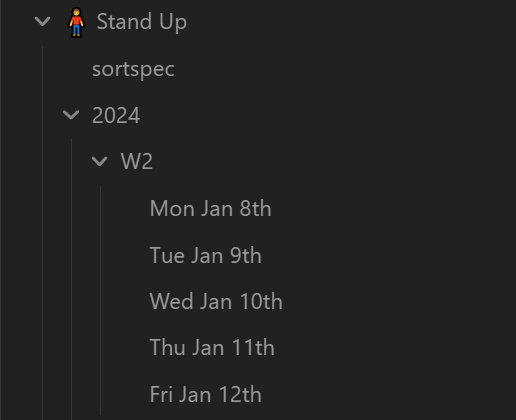 Stand Up
sortspec
2024
W2
Mon Jan 8th
Tue Jan 9th
Wed Jan 10th
Thu Jan 11th
Fri Jan 12th